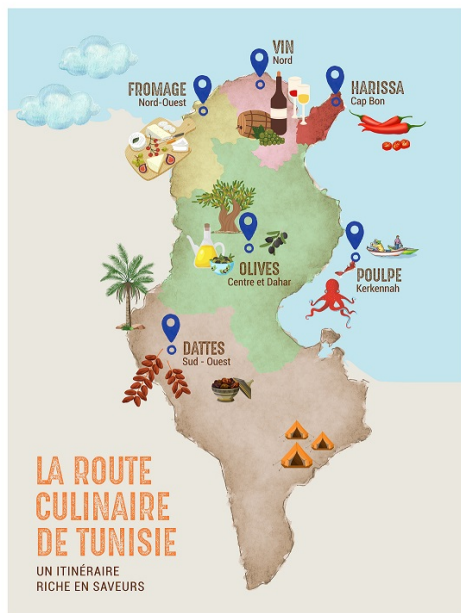 VIN
Nord
FROMAGE
Nord-Ouest
HARISSA
Cap Bon
OLIVES
Centre et Dahar
POULPE
Kerkennah
DATTES
Sud - Ouest
LA ROUTE
CULINAIRE
DE TUNISIE
UN ITINÉRAIRE
RICHE EN SAVEURS